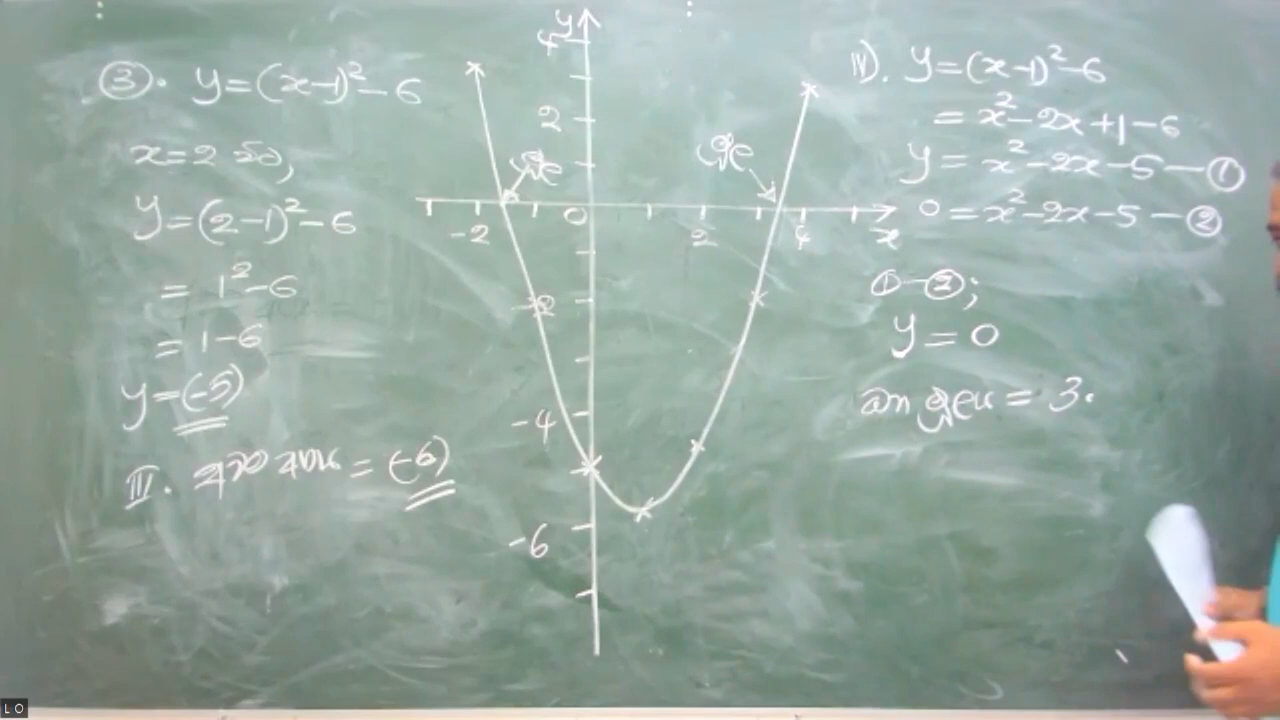 ③. y=(x-1)²-6
x=2 වීට,
y=(2-1)²-6
= 1²-6
= 1-6
y=(-5)
III. අවම අගය = (-6)
y
4
2
මූල
මූල
-2
0
2
4
x
-2
-4
-6
IV). y=(x-1)²-6
= x²-2x+1-6
y = x²-2x-5 — ①
0 = x²-2x-5 — ②
①-②;
y=0
= 3.
L O